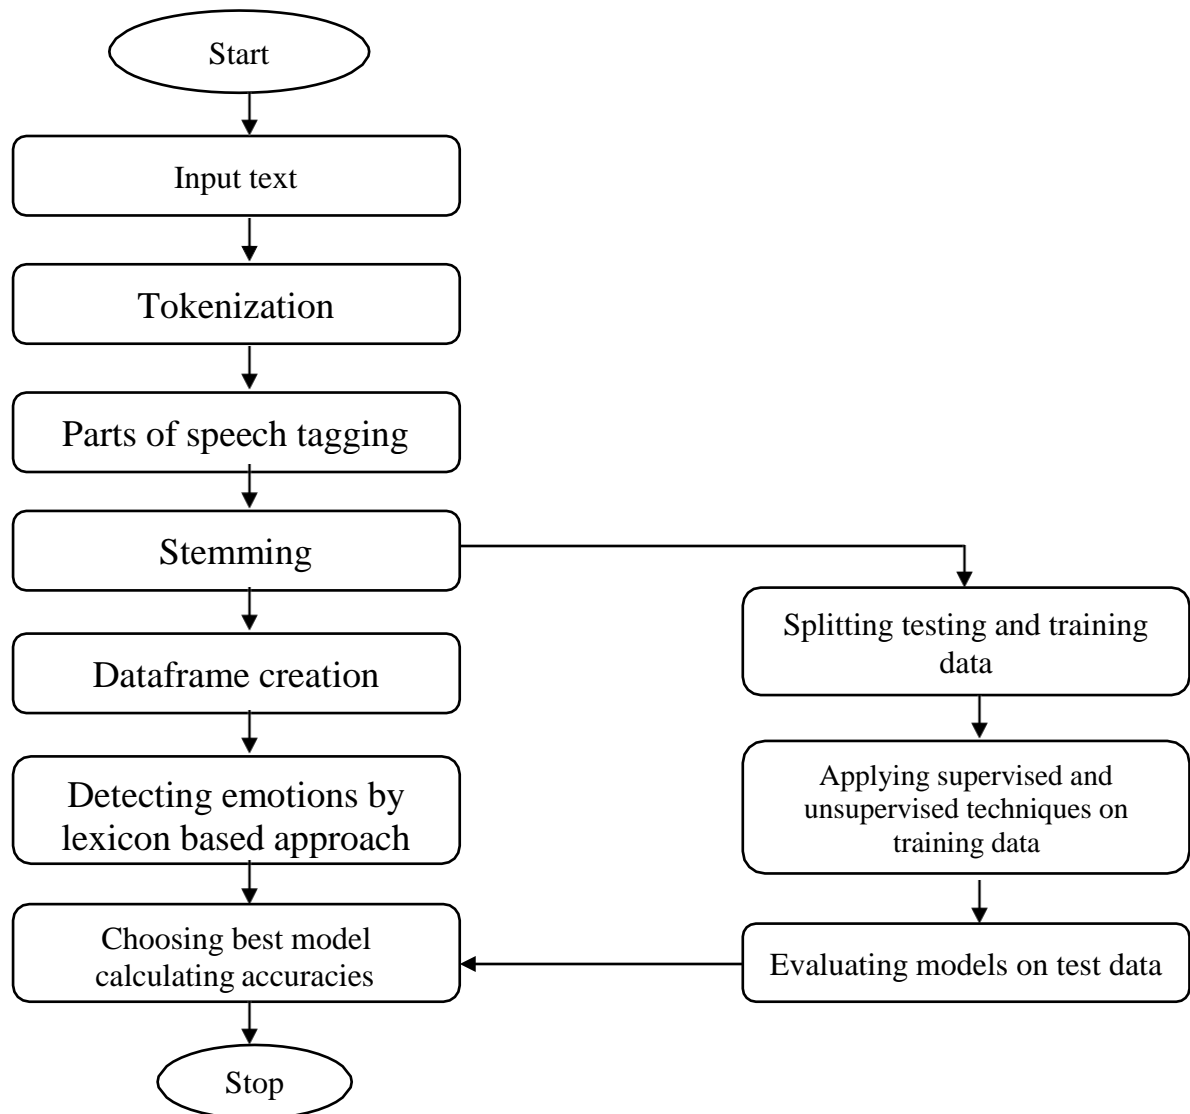 Start
Input text
Tokenization
Parts of speech tagging
Stemming
Dataframe creation
Detecting emotions by
lexicon based approach
Choosing best model
calculating accuracies
Stop
Splitting testing and training
data
Applying supervised and
unsupervised techniques on
training data
Evaluating models on test data